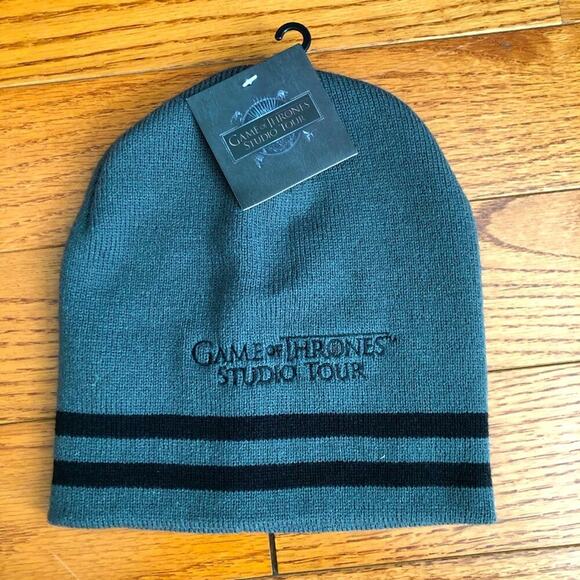 GAME OF THRONES
STUDIO TOUR
GAME OF THRONES™
STUDIO TOUR